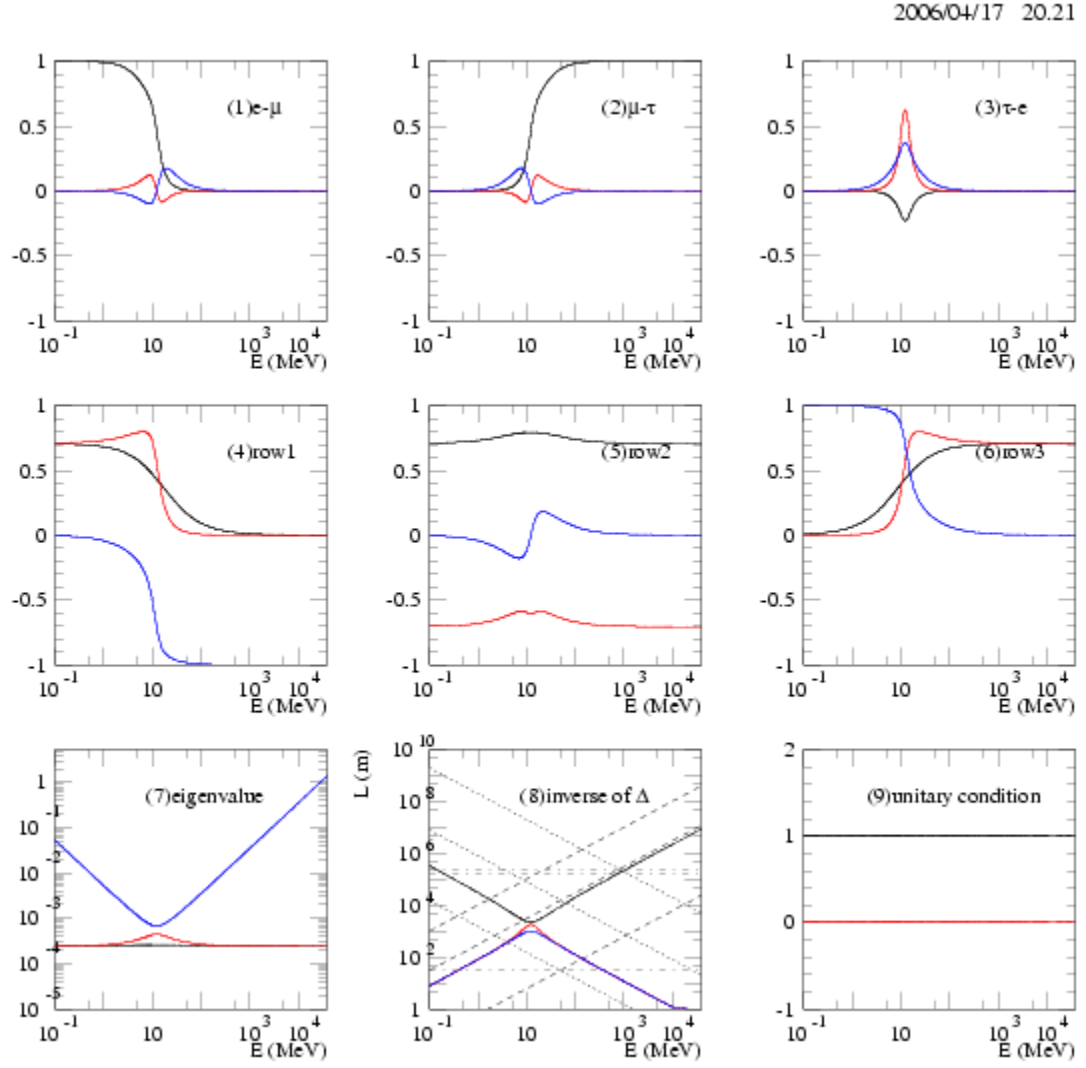 2006/04/17 20.21
1
0.5
0
-0.5
-1
(1)e-μ
10 -1 10 10 3 10 4
E (MeV)
1
0.5
0
-0.5
-1
(2)μ-τ
10 -1 10 10 3 10 4
E (MeV)
1
0.5
0
-0.5
-1
(3)τ-e
10 -1 10 10 3 10 4
E (MeV)
1
0.5
0
-0.5
-1
(4)row1
10 -1 10 10 3 10 4
E (MeV)
1
0.5
0
-0.5
-1
(5)row2
10 -1 10 10 3 10 4
E (MeV)
1
0.5
0
-0.5
-1
(6)row3
10 -1 10 10 3 10 4
E (MeV)
(7)eigenvalue
1
10 -1
10 -2
10 -3
10 -4
10 -5
10 -1 10 10 3 10 4
E (MeV)
L (m)
(8)inverse of Δ
10 10
10 8
10 6
10 4
10 2
1
10 -1 10 10 3 10 4
E (MeV)
2
(9)unitary condition
1
0
-1
10 -1 10 10 3 10 4
E (MeV)